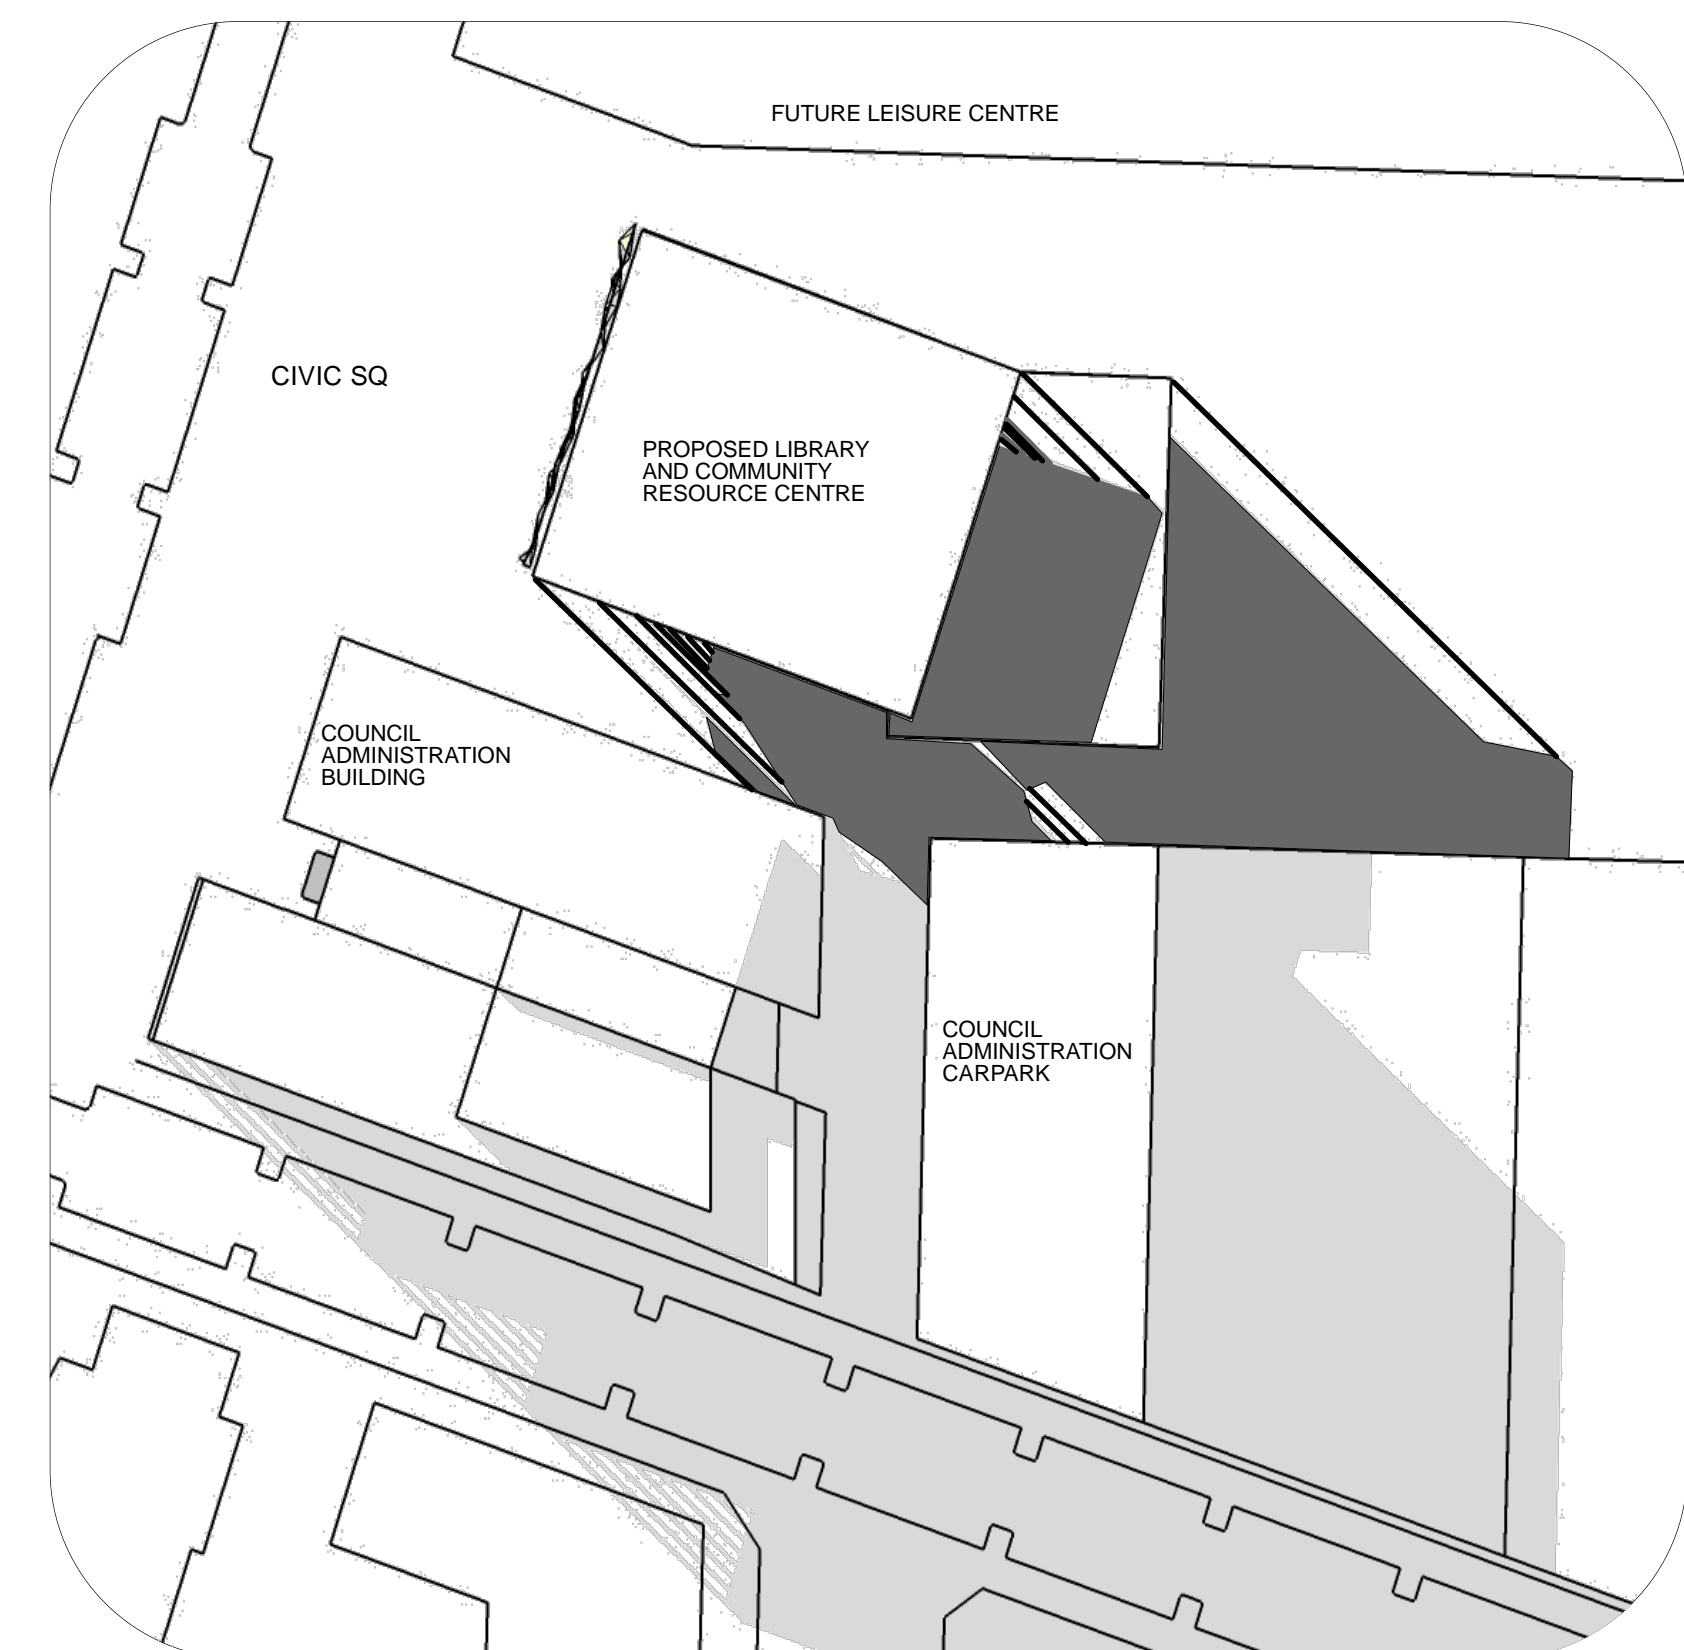 FUTURE LEISURE CENTRE
CIVIC SQ
PROPOSED LIBRARY
AND COMMUNITY
RESOURCE CENTRE
COUNCIL
ADMINISTRATION
BUILDING
COUNCIL
ADMINISTRATION
CARPARK